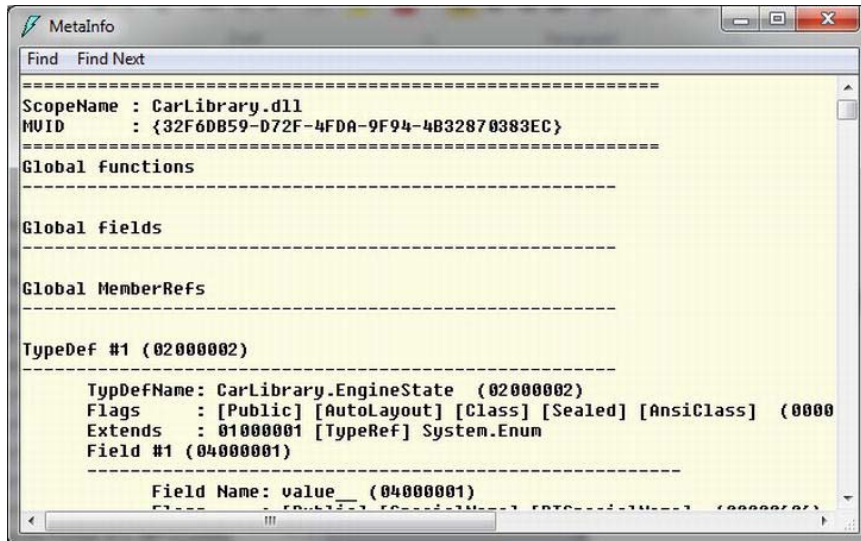 MetaInfo
Find Find Next
===========================================================
ScopeName : CarLibrary.dll
MVID      : {32F6DB59-D72F-4FDA-9F94-4B32870383EC}
===========================================================
Global functions
-------------------------------------------------------
Global fields
-------------------------------------------------------
Global MemberRefs
-------------------------------------------------------
TypeDef #1 (02000002)
-------------------------------------------------------
TypDefName: CarLibrary.EngineState  (02000002)
Flags     : [Public] [AutoLayout] [Class] [Sealed] [AnsiClass]  (0000
Extends   : 01000001 [TypeRef] System.Enum
Field #1 (04000001)
-------------------------------------------------------
Field Name: value__ (04000001)